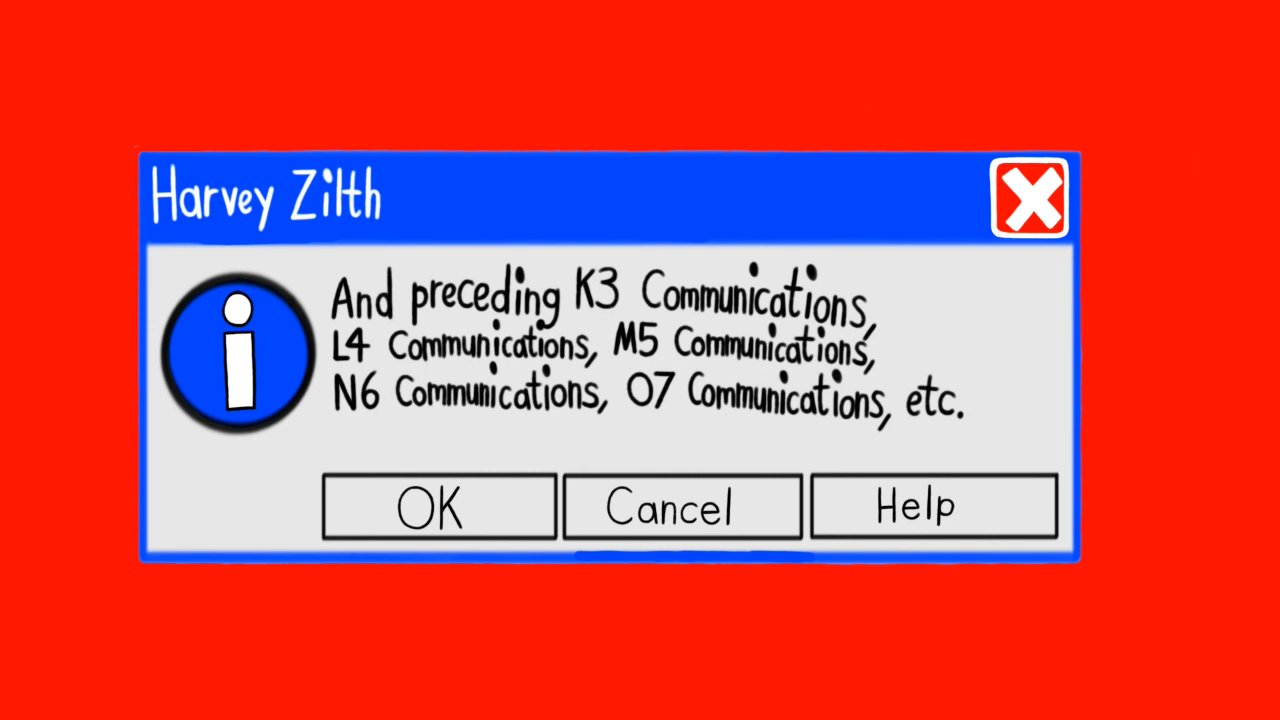 Harvey Zilth
And preceding K3 Communications,
L4 Communications, M5 Communications,
N6 Communications, O7 Communications, etc.
OK
Cancel
Help